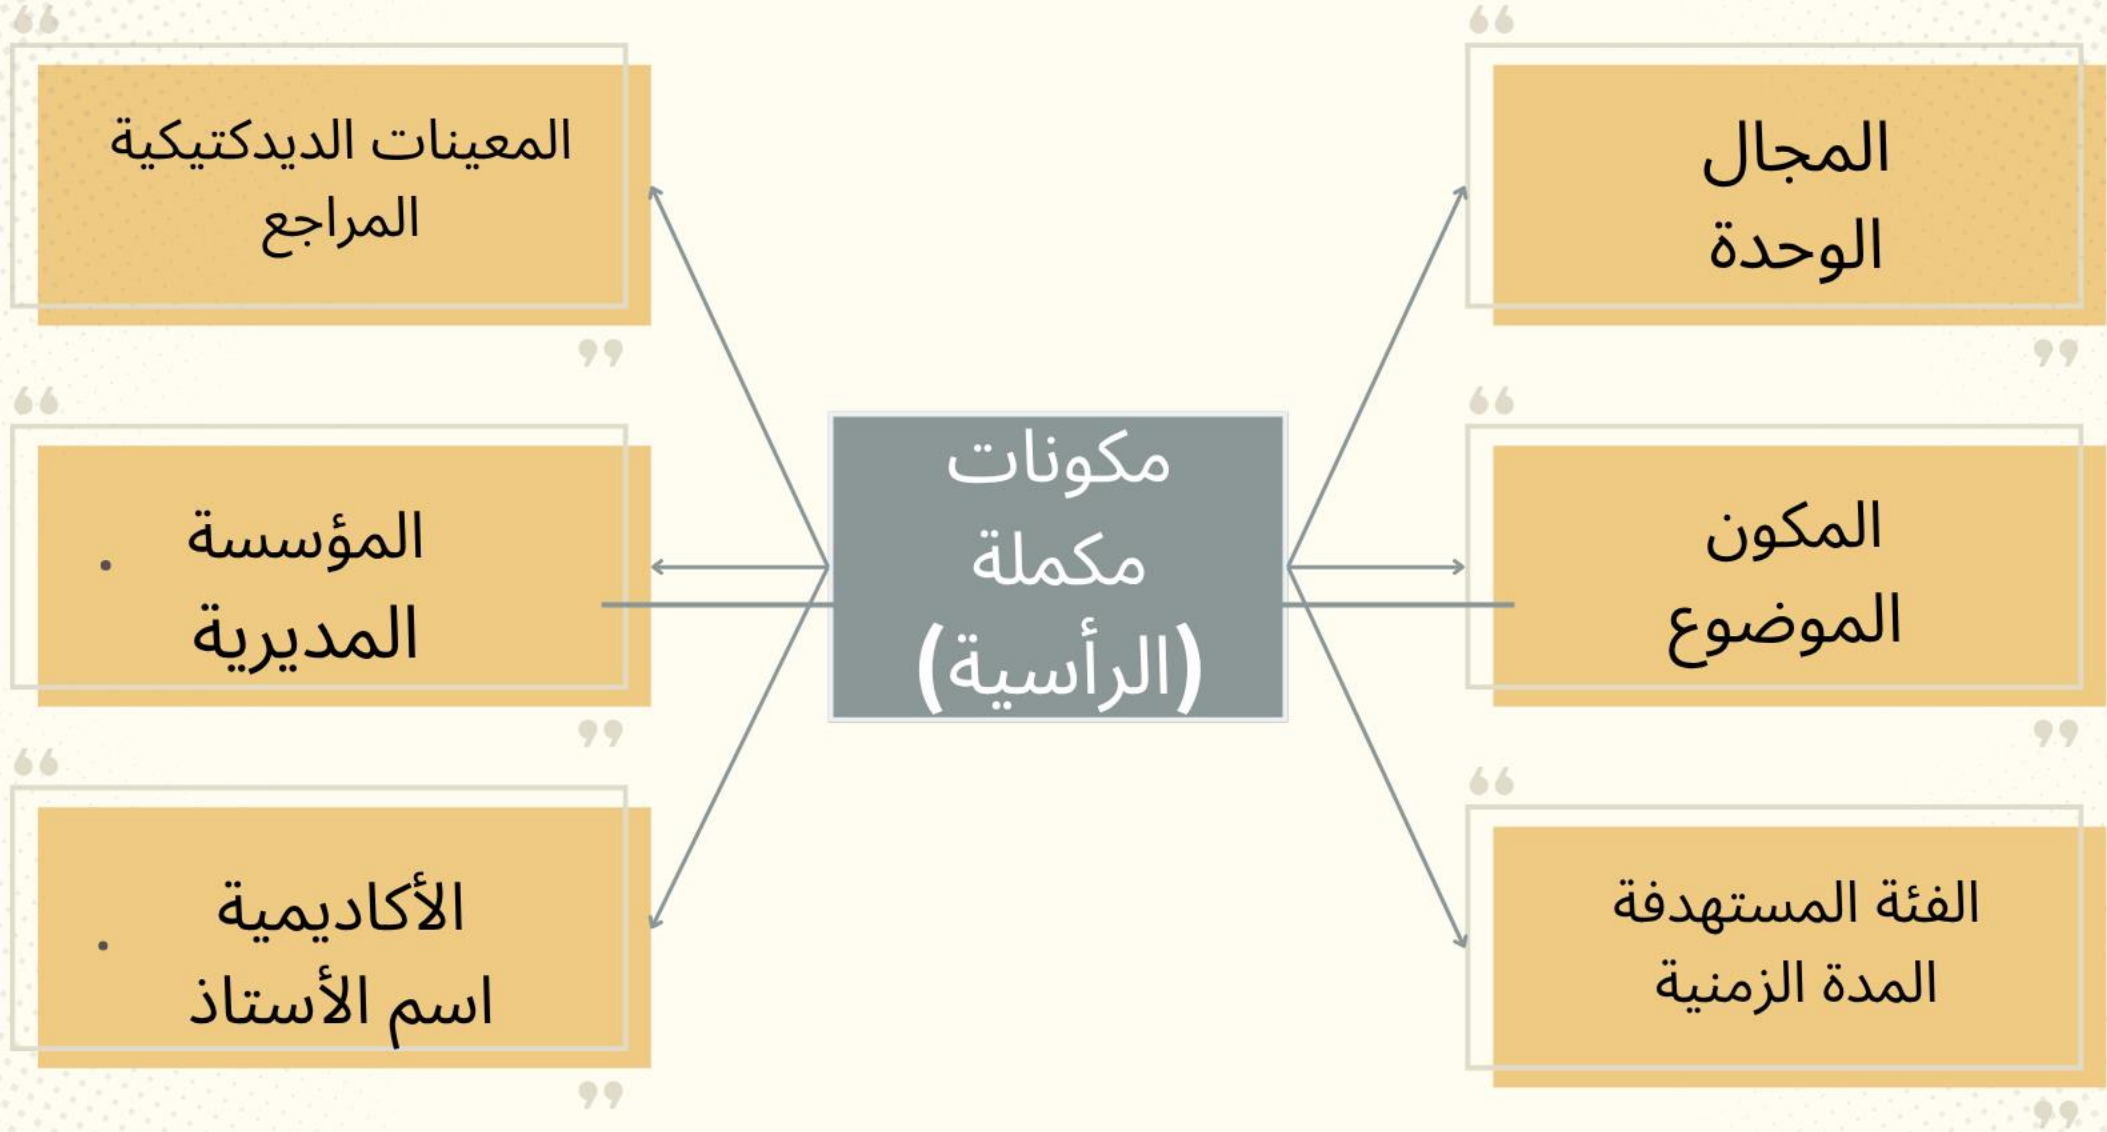 مكونات
مكملة
(الرأسية)
المجال
الوحدة
المكون
الموضوع
الفئة المستهدفة
المدة الزمنية
المعينات الديدكتيكية
المراجع
المؤسسة
المديرية
الأكاديمية
اسم الأستاذ